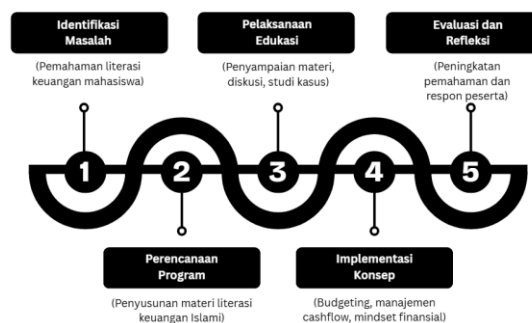 Identifikasi
Masalah
(Pemahaman literasi
keuangan mahasiswa)
Pelaksanaan
Edukasi
(Penyampaian materi,
diskusi, studi kasus)
Evaluasi dan
Refleksi
(Peningkatan
pemahaman dan
respon peserta)
1
2
3
4
5
Perencanaan
Program
(Penyusunan materi literasi
keuangan Islami)
Implementasi
Konsep
(Budgeting, manajemen
cashflow, mindset finansial)